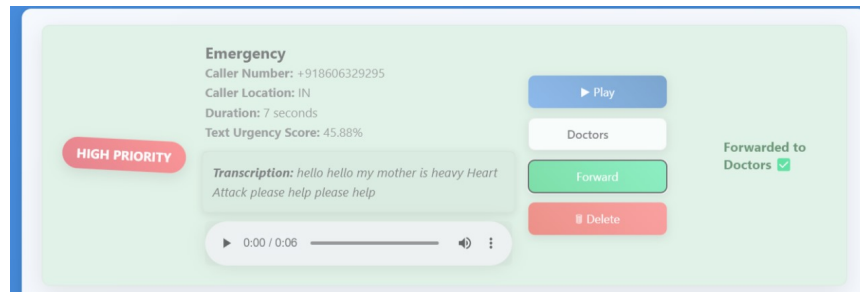 HIGH PRIORITY
Emergency
Caller Number: +918606329295
Caller Location: IN
Duration: 7 seconds
Text Urgency Score: 45.88%
Transcription: hello hello my mother is heavy Heart
Attack please help please help
0:00 / 0:06
Play
Doctors
Forward
Delete
Forwarded to
Doctors ✅